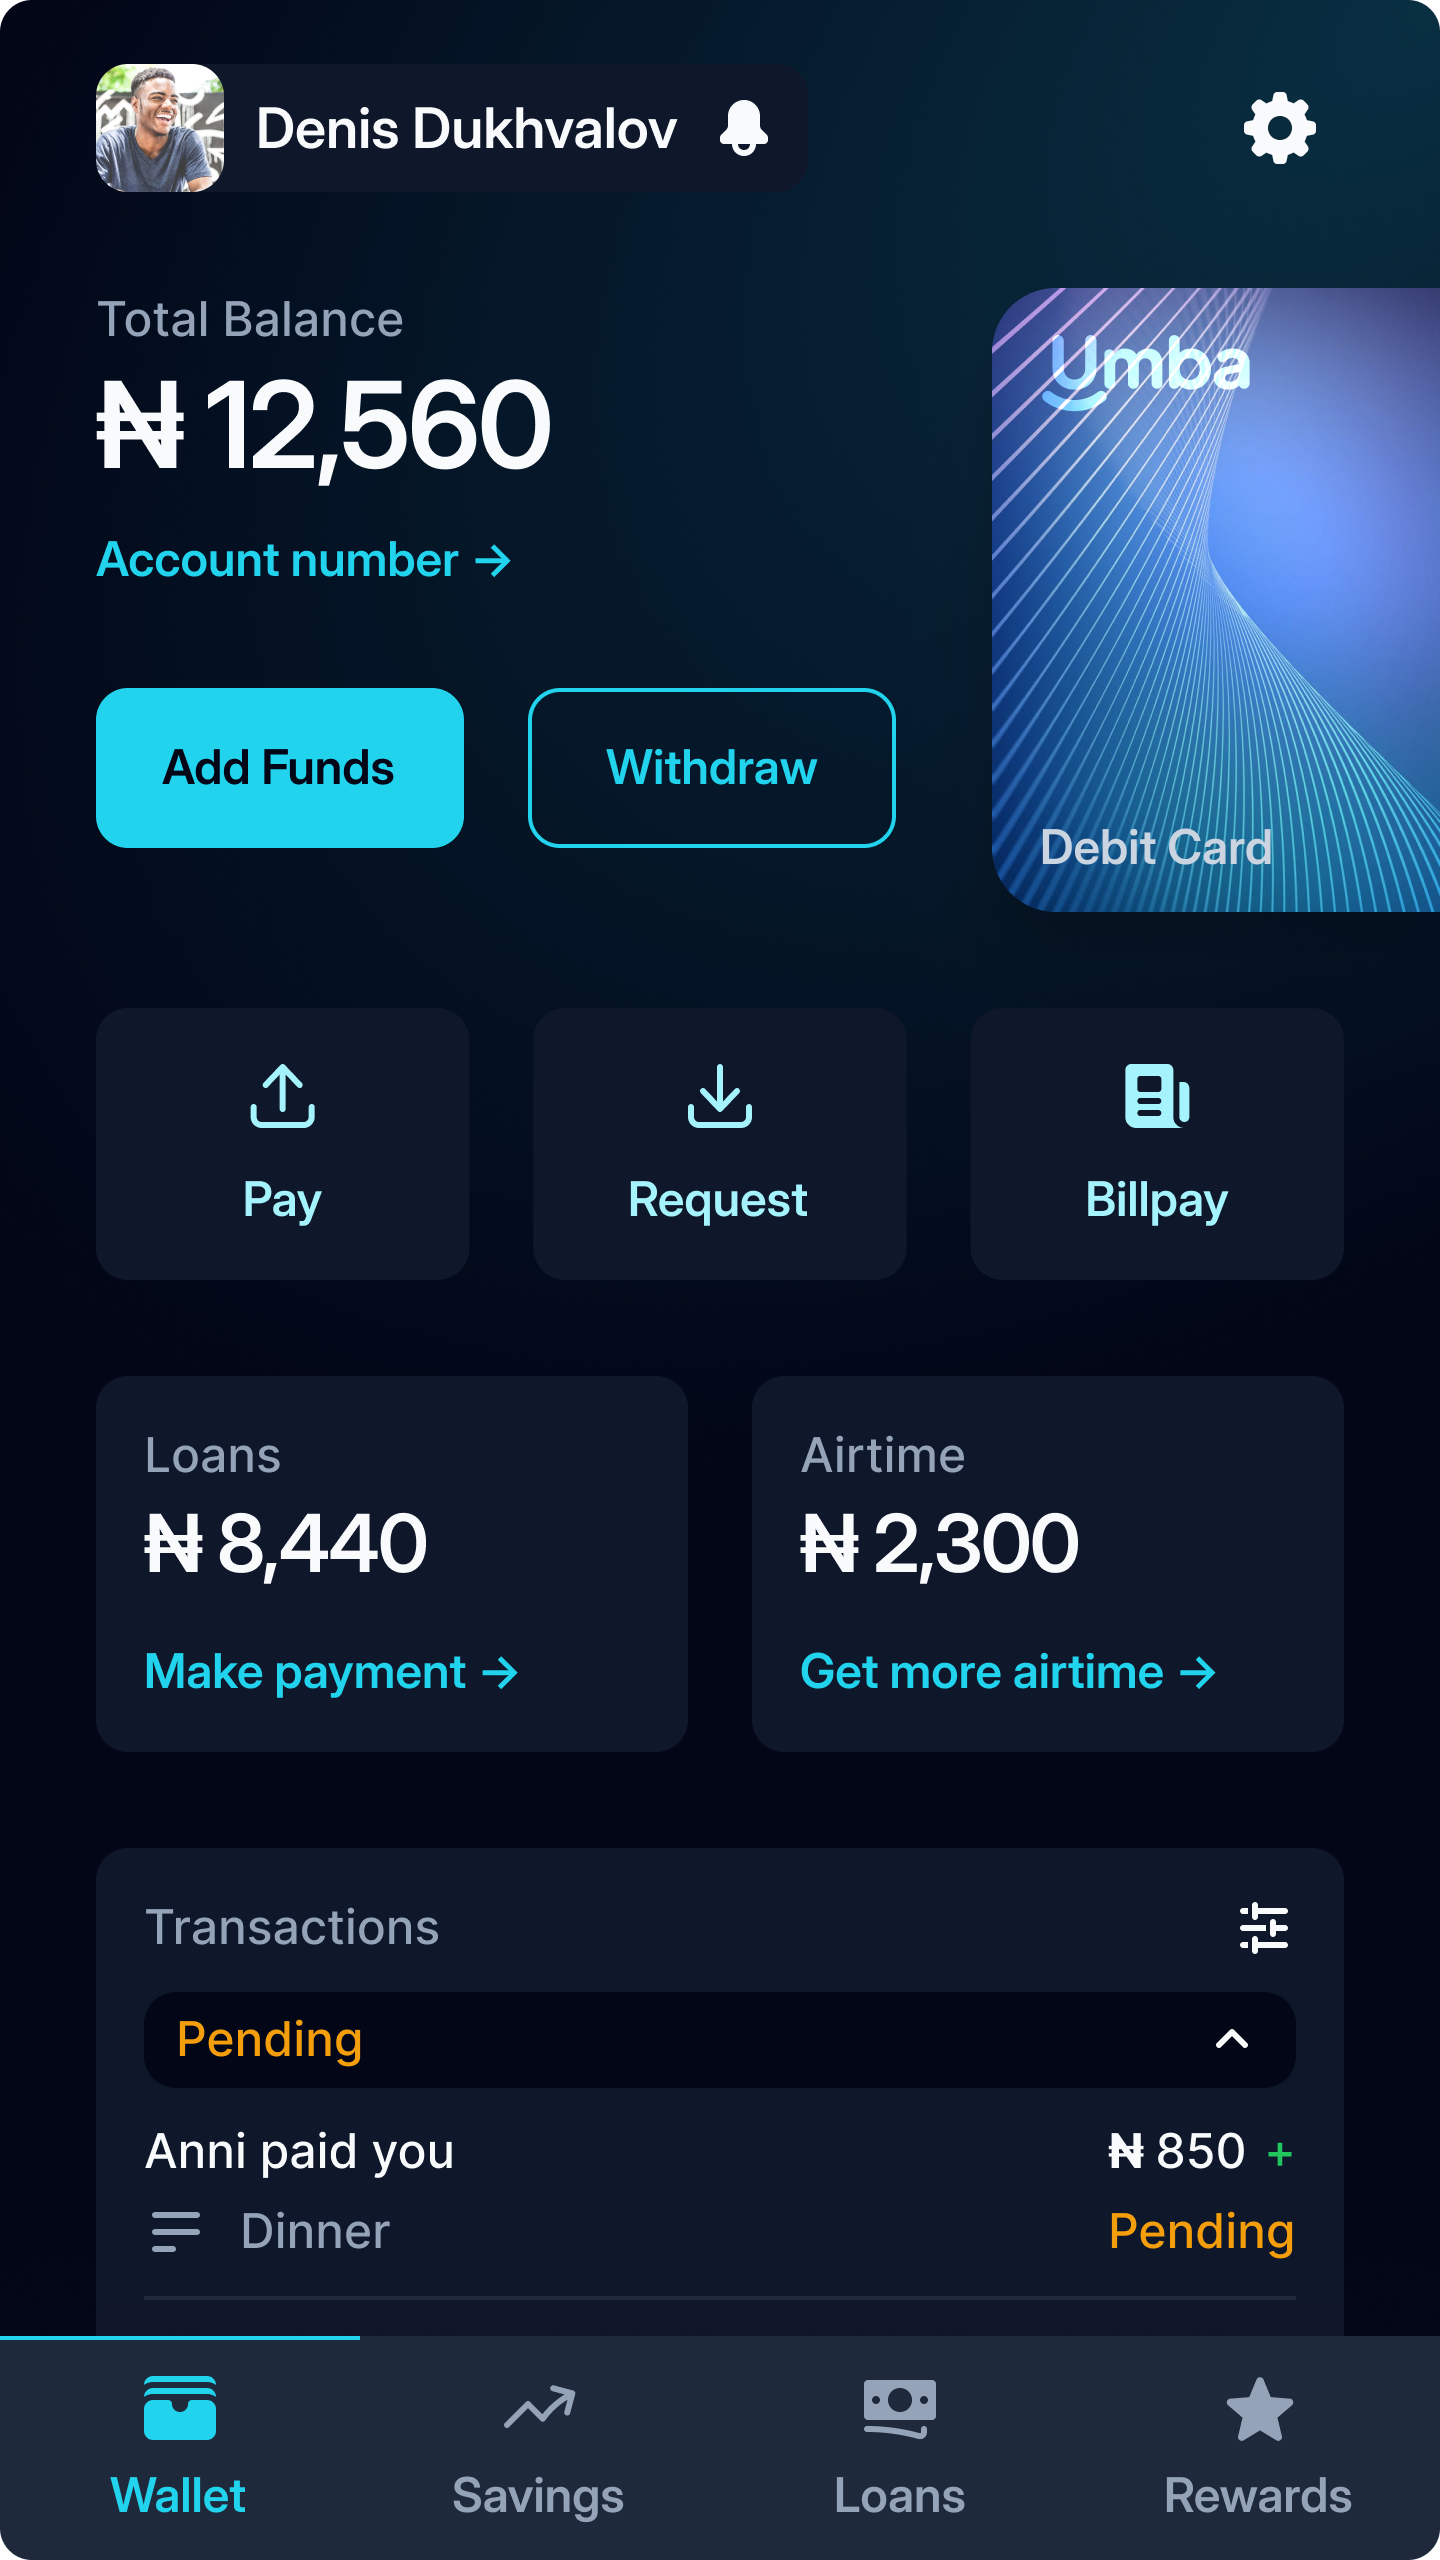 Denis Dukhvalov
Total Balance
₦ 12,560
Account number →
Add Funds
Withdraw
Umba
Debit Card
Pay
Request
Billpay
Loans
₦ 8,440
Make payment →
Airtime
₦ 2,300
Get more airtime →
Transactions
Pending
Anni paid you
₦ 850 +
Dinner
Pending
Wallet
Savings
Loans
Rewards